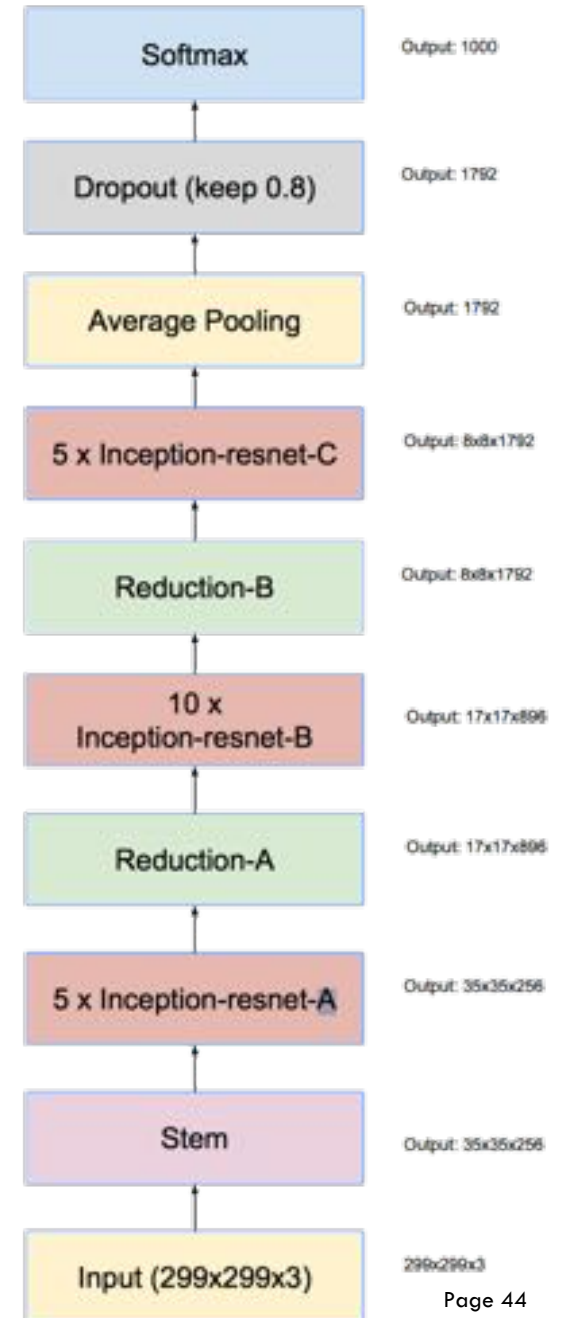 Softmax
Output: 1000
Dropout (keep 0.8)
Output: 1792
Average Pooling
Output: 1792
5 x Inception-resnet-C
Output: 8x8x1792
Reduction-B
Output: 8x8x1792
10 x
Inception-resnet-B
Output: 17x17x896
Reduction-A
Output: 17x17x896
5 x Inception-resnet-A
Output: 35x35x256
Stem
Output: 35x35x256
Input (299x299x3)
299x299x3
Page 44